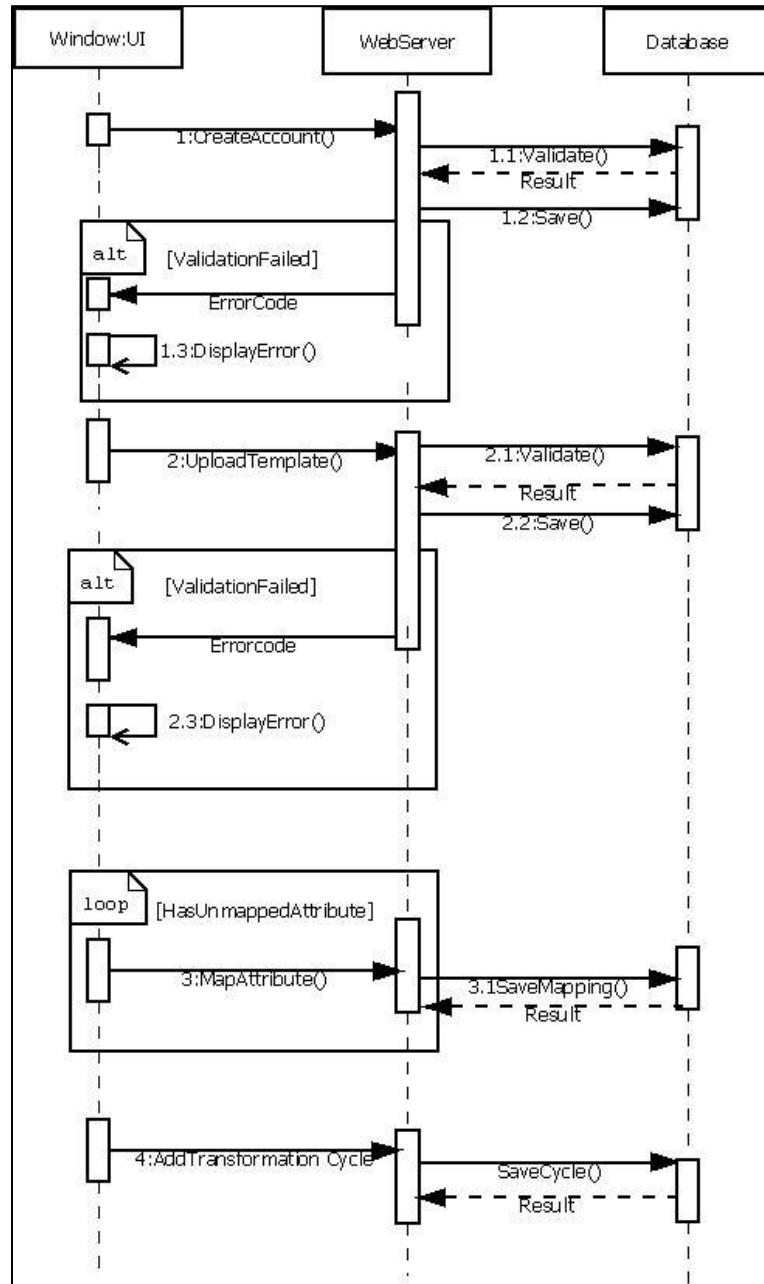 Window:UI
WebServer
Database
1:CreateAccount()
1.1:Validate()
Result
1.2:Save()
alt
[ValidationFailed]
ErrorCode
1.3:DisplayError()
2:UploadTemplate()
2.1:Validate()
Result
2.2:Save()
alt
[ValidationFailed]
Errorcode
2.3:DisplayError()
loop
[HasUnmappedAttribute]
3:MapAttribute()
3.1SaveMapping()
Result
4:AddTransformation Cycle
SaveCycle()
Result